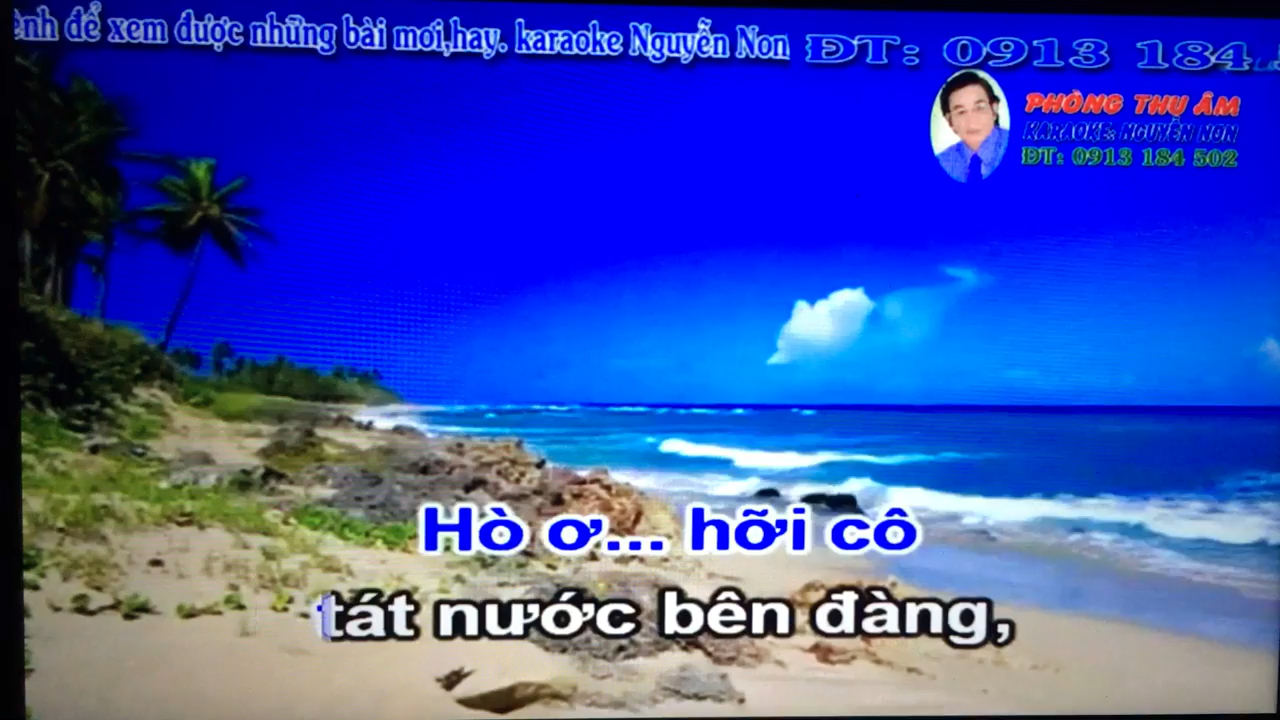 ênh để xem được những bài mới,hay. karaoke Nguyễn Non ĐT: 0913 184
PHÒNG THU ÂM
KARAOKE: NGUYỄN NON
ĐT: 0913 184 502
Hò ơ... hỡi cô
tát nước bên đàng,